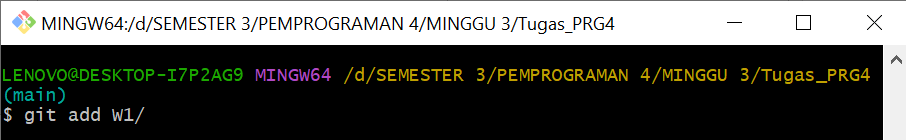 MINGW64:/d/SEMESTER 3/PEMPROGRAMAN 4/MINGGU 3/Tugas_PRG4
LENOVO@DESKTOP-I7P2AG9 MINGW64 /d/SEMESTER 3/PEMPROGRAMAN 4/MINGGU 3/Tugas_PRG4
(main)
$ git add W1/